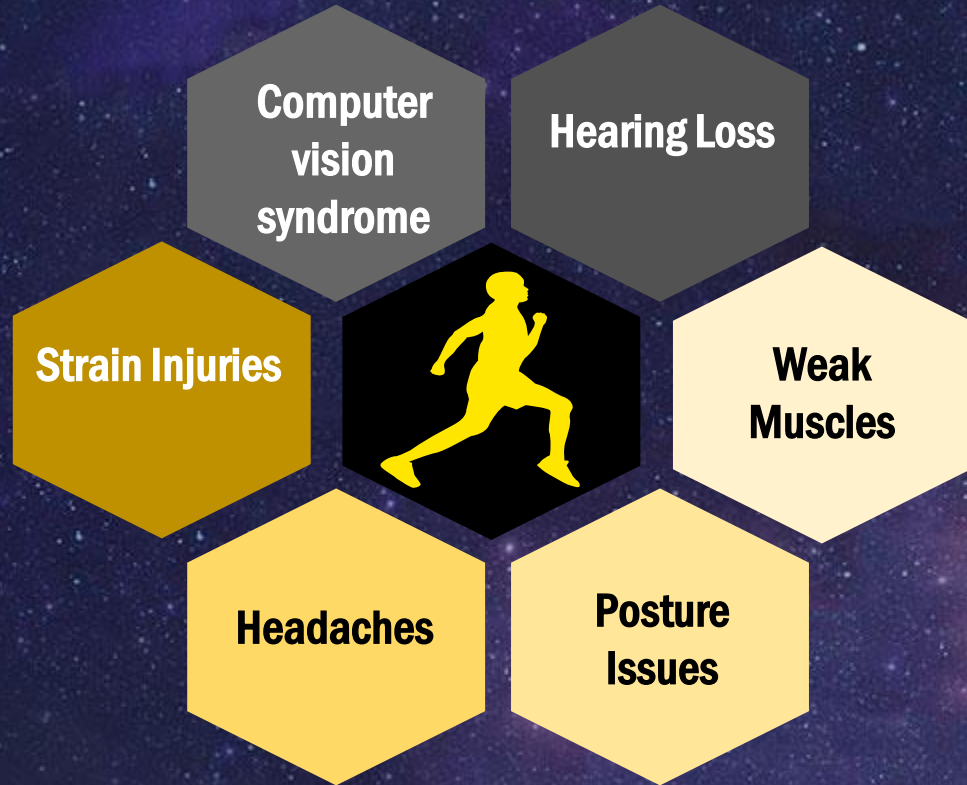 Computer
vision
syndrome
Hearing Loss
Strain Injuries
Weak
Muscles
Headaches
Posture
Issues